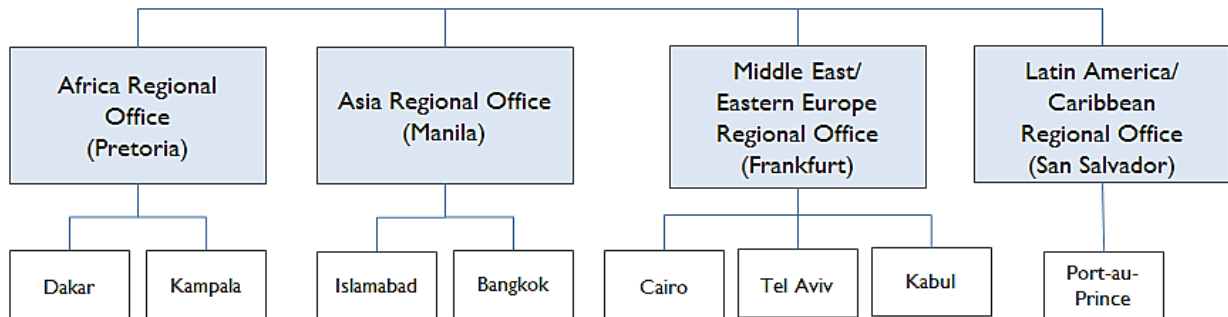 Africa Regional
Office
(Pretoria)
Asia Regional Office
(Manila)
Middle East/
Eastern Europe
Regional Office
(Frankfurt)
Latin America/
Caribbean
Regional Office
(San Salvador)
Dakar
Kampala
Islamabad
Bangkok
Cairo
Tel Aviv
Kabul
Port-au-
Prince